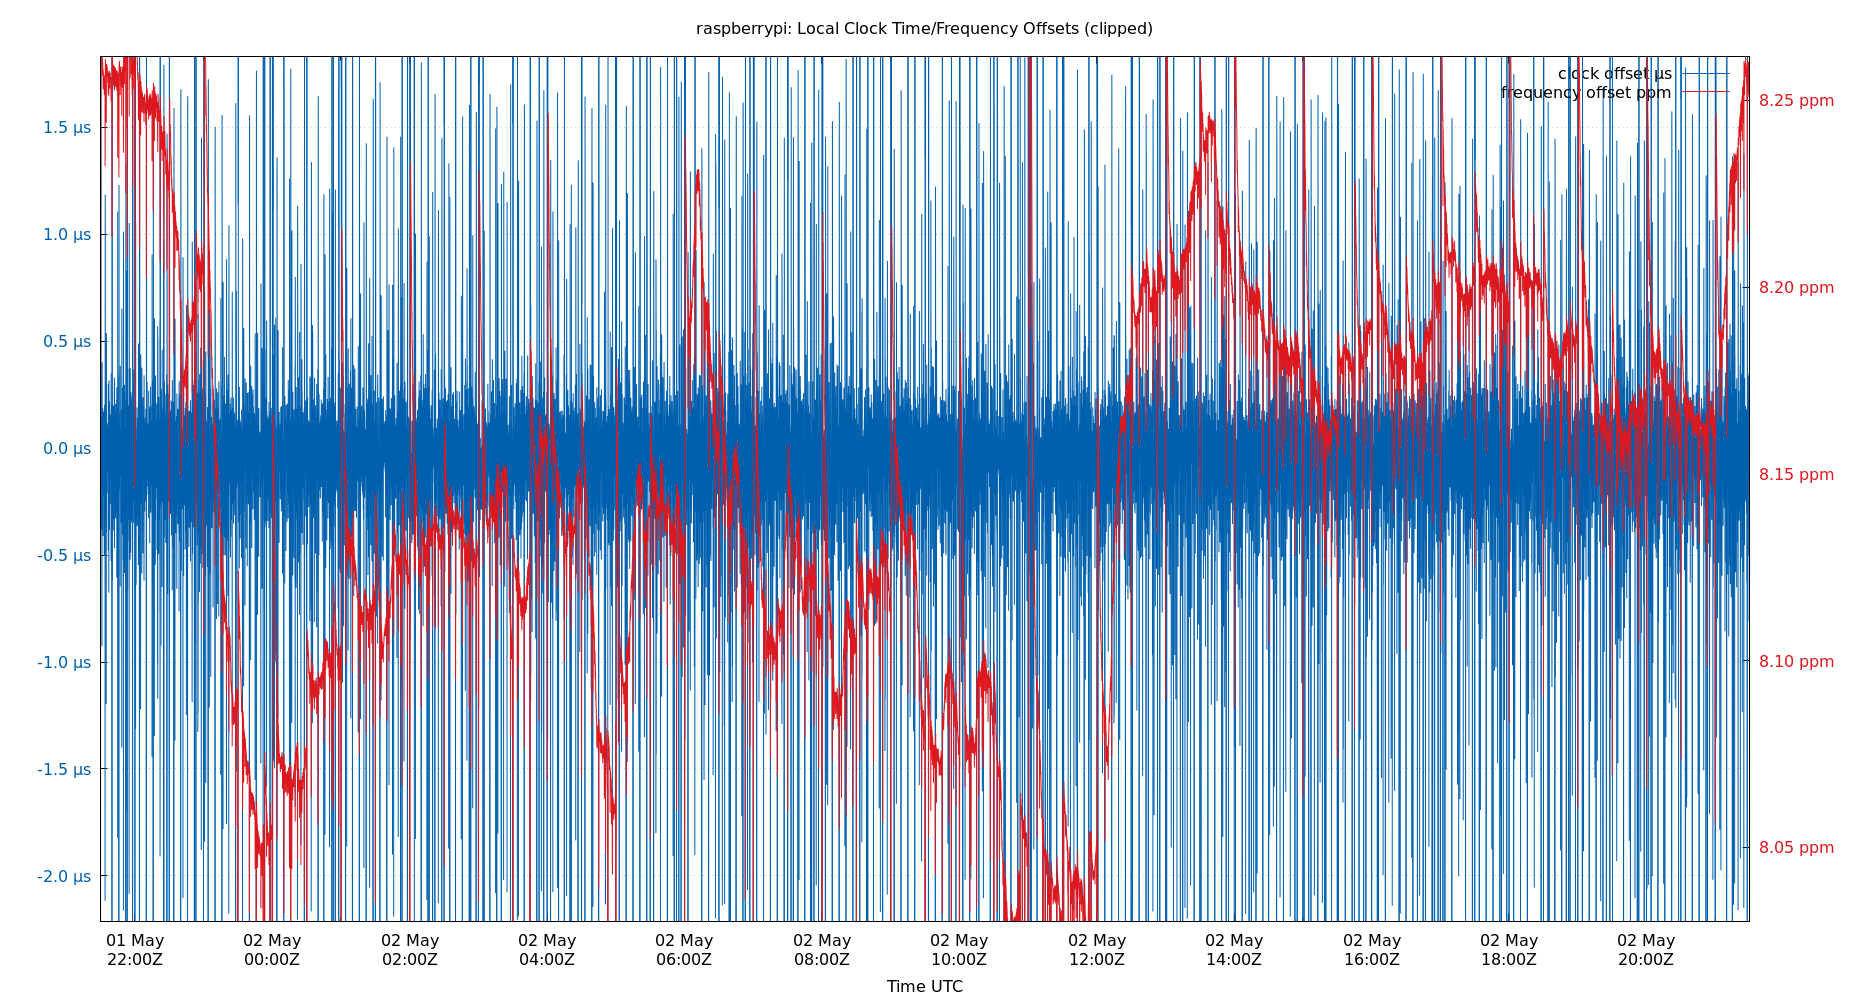 raspberrypi: Local Clock Time/Frequency Offsets (clipped)
clock offset µs
frequency offset ppm
1.5 µs
1.0 µs
0.5 µs
0.0 µs
-0.5 µs
-1.0 µs
-1.5 µs
-2.0 µs
8.25 ppm
8.20 ppm
8.15 ppm
8.10 ppm
8.05 ppm
01 May 02 May 02 May 02 May 02 May 02 May 02 May 02 May 02 May 02 May 02 May 02 May
22:00Z 00:00Z 02:00Z 04:00Z 06:00Z 08:00Z 10:00Z 12:00Z 14:00Z 16:00Z 18:00Z 20:00Z
Time UTC